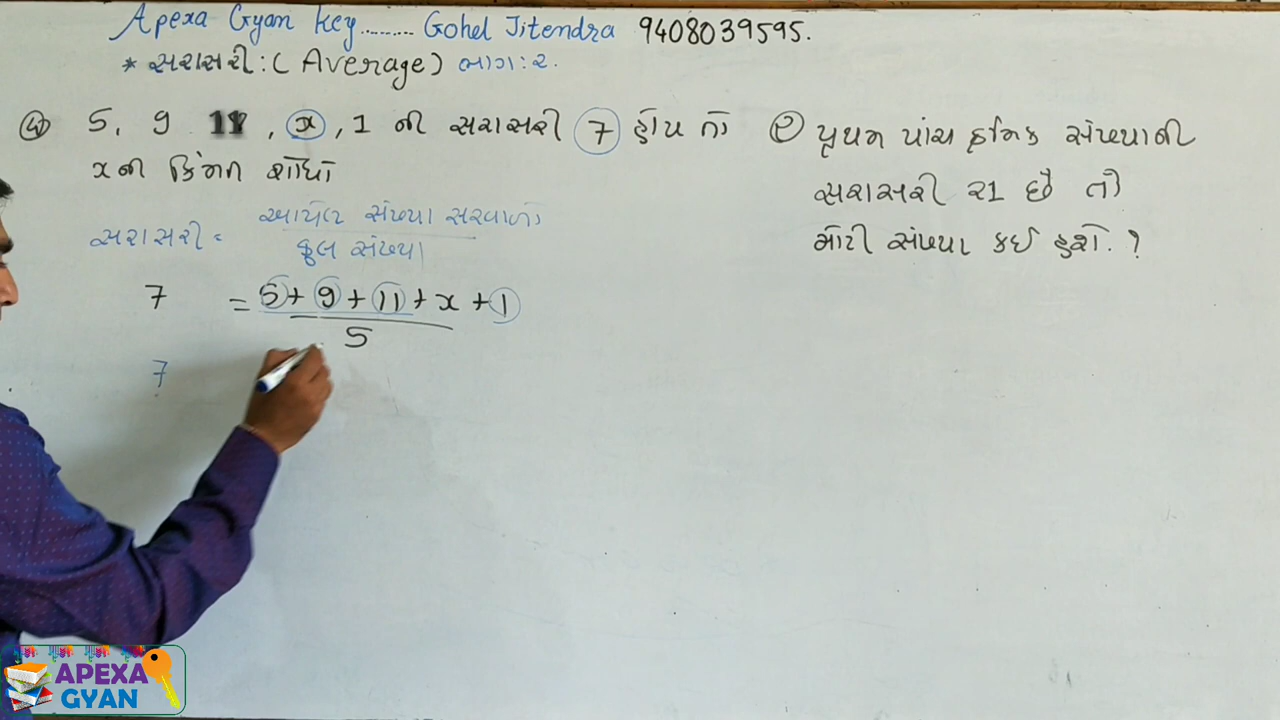 Apexa Gyan Key......... Gohel Jitendra 9408039595.
* સરાસરી : ( Average ) ભાગ : ૨.
૭ 5, 9 11 , x , 1 ની સરાસરી 7 હોય તો
x ની કિંમત શોધો
સરાસરી = આપેલ સંખ્યા સરવાળો
કુલ સંખ્યા
7 = 5 + 9 + 11 + x + 1
5
7
૮ પ્રથમ પાંચ ક્રમિક સંખ્યાની
સરાસરી ૨1 છે તો
મોટી સંખ્યા કઈ હશે. ?
APEXA
GYAN